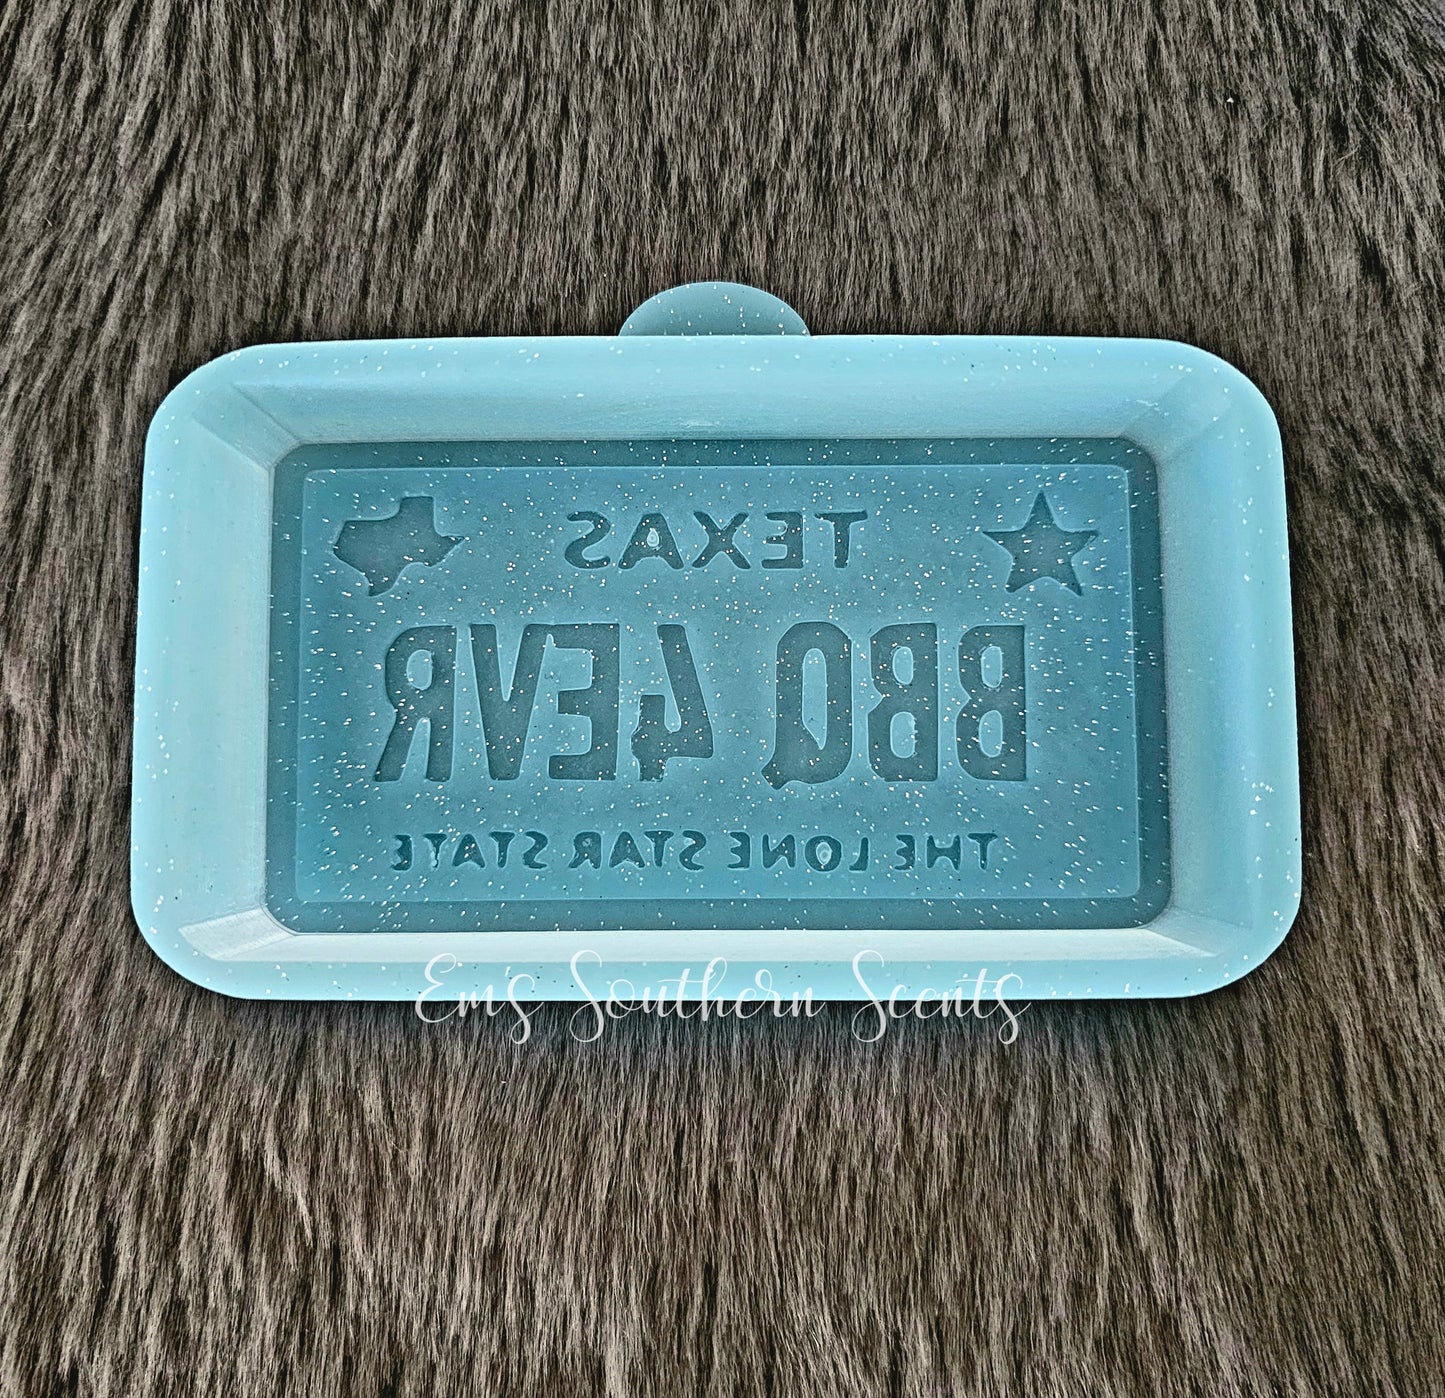 TEXAS
BBQ 4EVR
THE LONE STAR STATE
Em's Southern Scents